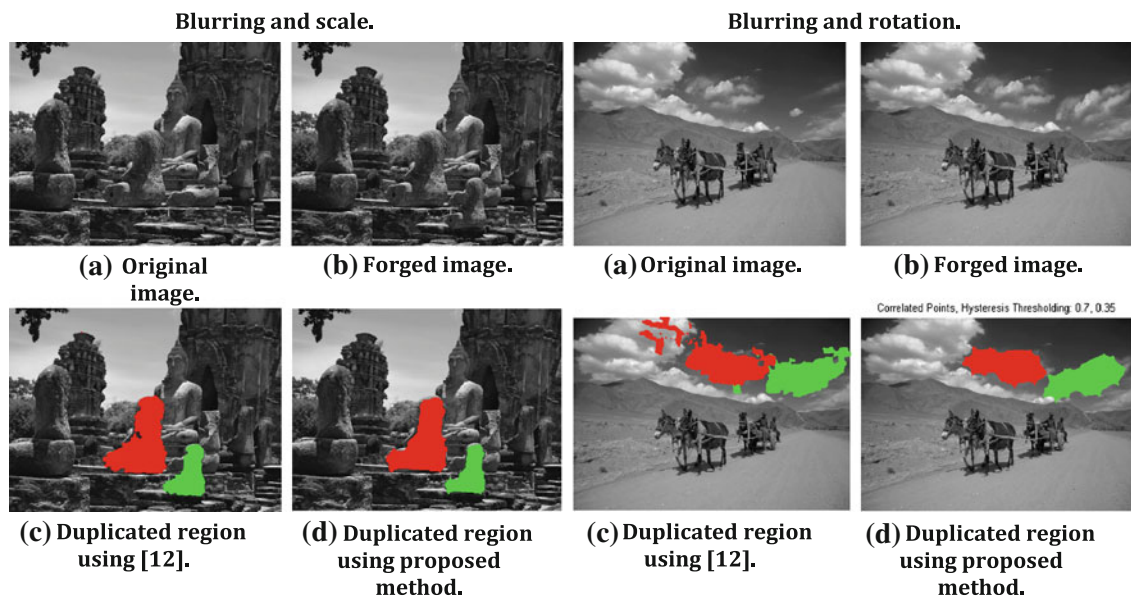 Blurring and scale.
Blurring and rotation.
(a) Original
image.
(b) Forged image.
(a) Original image.
(b) Forged image.
Correlated Points, Hysteresis Thresholding: 0.7, 0.35
(c) Duplicated region
using [12].
(d) Duplicated region
using proposed
method.
(c) Duplicated region
using [12].
(d) Duplicated region
using proposed
method.